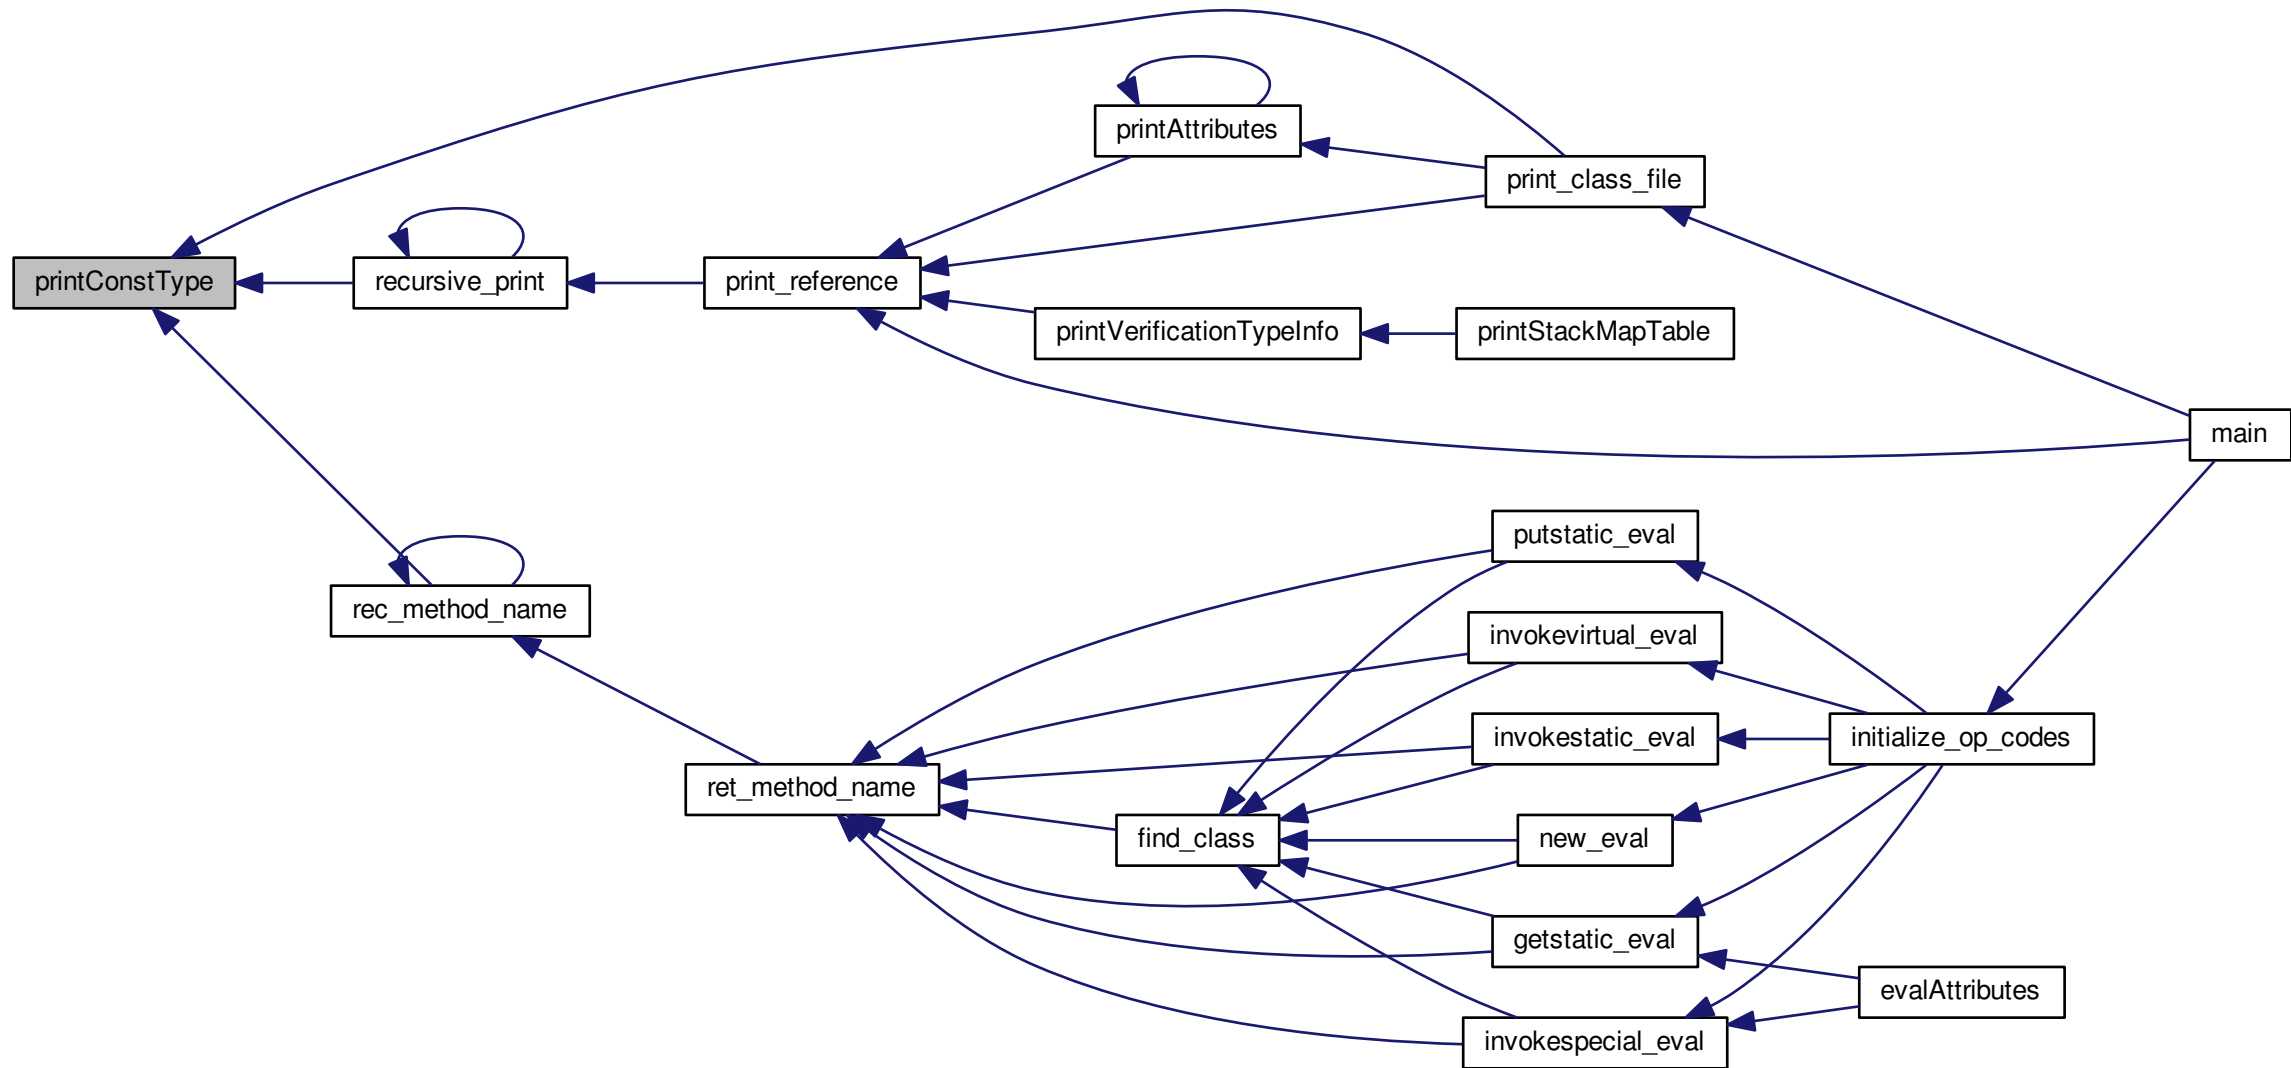 printAttributes
print_class_file
printConstType
recursive_print
print_reference
printVerificationTypeInfo
printStackMapTable
main
putstatic_eval
rec_method_name
invokevirtual_eval
invokestatic_eval
initialize_op_codes
ret_method_name
find_class
new_eval
getstatic_eval
evalAttributes
invokespecial_eval